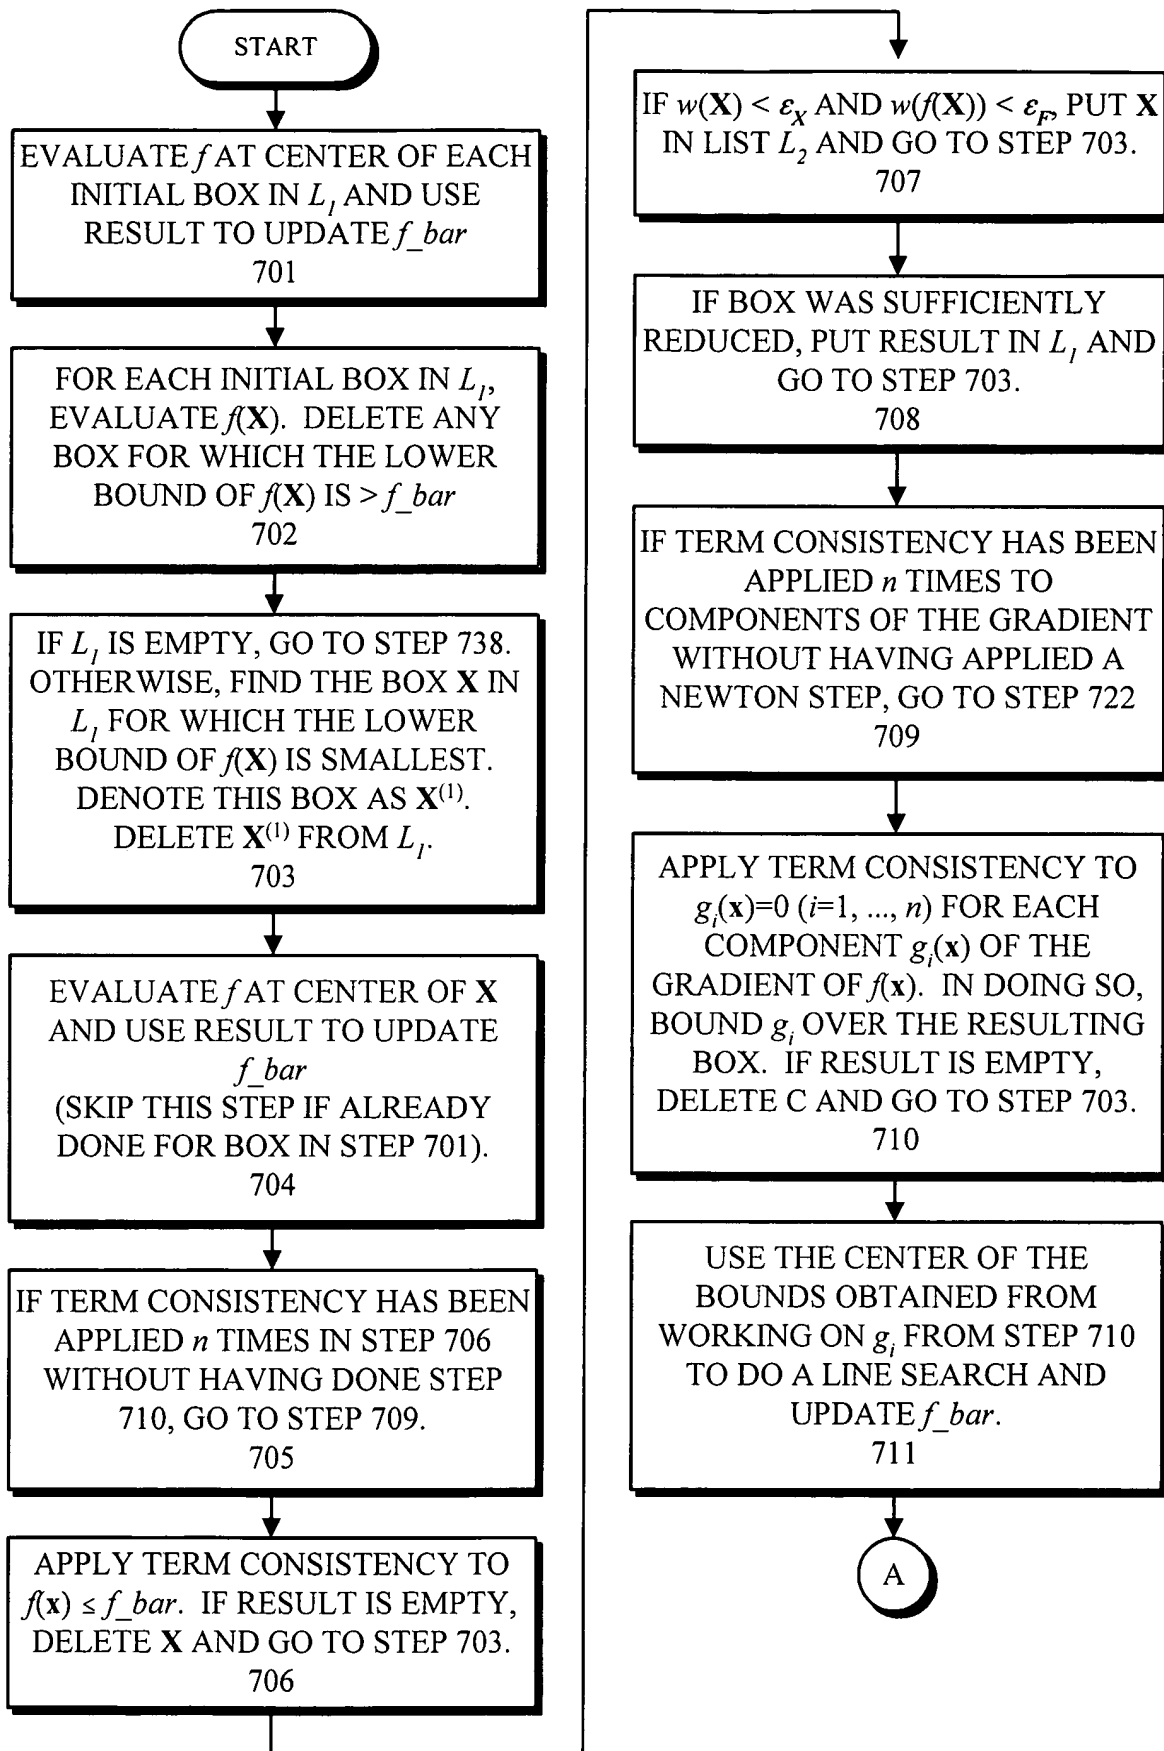 START
EVALUATE f AT CENTER OF EACH
INITIAL BOX IN L₁ AND USE
RESULT TO UPDATE f_bar
701
FOR EACH INITIAL BOX IN L₁,
EVALUATE f(X). DELETE ANY
BOX FOR WHICH THE LOWER
BOUND OF f(X) IS > f_bar
702
IF L₁ IS EMPTY, GO TO STEP 738.
OTHERWISE, FIND THE BOX X IN
L₁ FOR WHICH THE LOWER
BOUND OF f(X) IS SMALLEST.
DENOTE THIS BOX AS X⁽¹⁾.
DELETE X⁽¹⁾ FROM L₁.
703
EVALUATE f AT CENTER OF X
AND USE RESULT TO UPDATE
f_bar
(SKIP THIS STEP IF ALREADY
DONE FOR BOX IN STEP 701).
704
IF TERM CONSISTENCY HAS BEEN
APPLIED n TIMES IN STEP 706
WITHOUT HAVING DONE STEP
710, GO TO STEP 709.
705
APPLY TERM CONSISTENCY TO
f(x) ≤ f_bar. IF RESULT IS EMPTY,
DELETE X AND GO TO STEP 703.
706
IF w(X) < ε_X AND w(f(X)) < ε_F, PUT X
IN LIST L₂ AND GO TO STEP 703.
707
IF BOX WAS SUFFICIENTLY
REDUCED, PUT RESULT IN L₁ AND
GO TO STEP 703.
708
IF TERM CONSISTENCY HAS BEEN
APPLIED n TIMES TO
COMPONENTS OF THE GRADIENT
WITHOUT HAVING APPLIED A
NEWTON STEP, GO TO STEP 722
709
APPLY TERM CONSISTENCY TO
gᵢ(x)=0 (i=1, ..., n) FOR EACH
COMPONENT gᵢ(x) OF THE
GRADIENT OF f(x). IN DOING SO,
BOUND gᵢ OVER THE RESULTING
BOX. IF RESULT IS EMPTY,
DELETE C AND GO TO STEP 703.
710
USE THE CENTER OF THE
BOUNDS OBTAINED FROM
WORKING ON gᵢ FROM STEP 710
TO DO A LINE SEARCH AND
UPDATE f_bar.
711
A